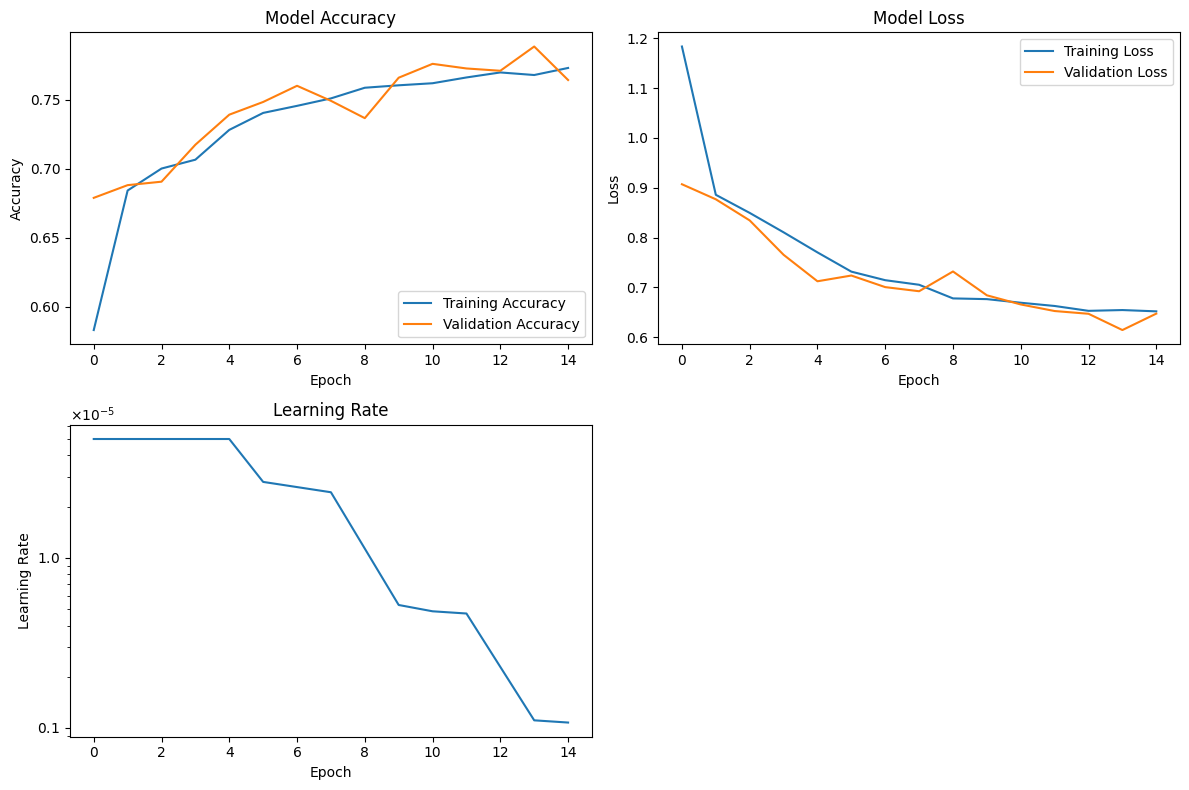 Model Accuracy
Accuracy
0.75
0.70
0.65
0.60
Training Accuracy
Validation Accuracy
0 2 4 6 8 10 12 14
Epoch
Model Loss
Loss
1.2
1.1
1.0
0.9
0.8
0.7
0.6
Training Loss
Validation Loss
0 2 4 6 8 10 12 14
Epoch
Learning Rate
×10⁻⁵
Learning Rate
1.0
0.1
0 2 4 6 8 10 12 14
Epoch